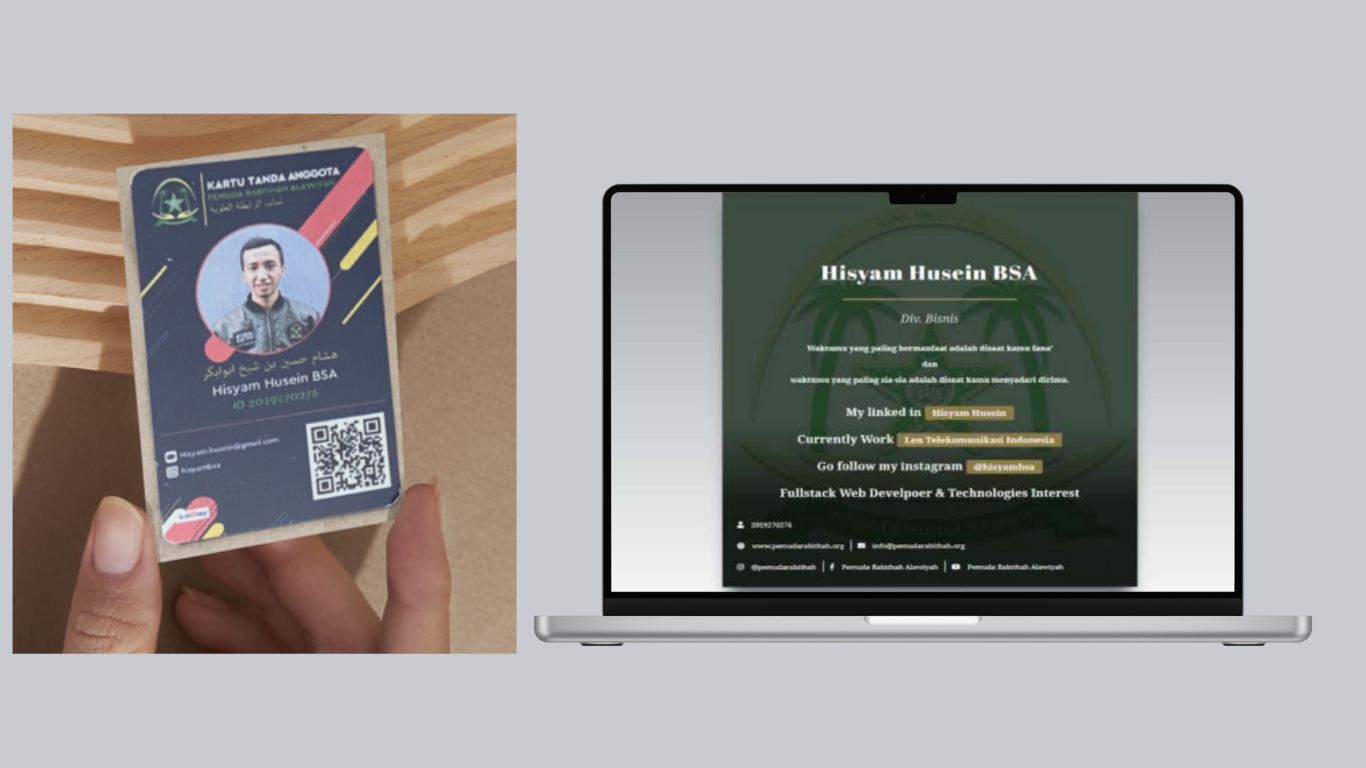 KARTU TANDA ANGGOTA
PEMUDA RABITHAH ALAWIYAH
شباب الرابطة العلوية
هشام حسين بن شيخ ابوابكر
Hisyam Husein BSA
ID 2019270276
Hisyam.husein@gmail.com
hisyambsa
Hisyam Husein BSA
Div. Bisnis
Waktumu yang paling bermanfaat adalah disaat kamu fana'
dan
waktumu yang paling sia-sia adalah disaat kamu menyadari dirimu.
My linked in Hisyam Husein
Currently Work Len Telekomunikasi Indonesia
Go follow my instagram @hisyambsa
Fullstack Web Develpoer & Technologies Interest
2019270276
www.pemudarabithah.org | info@pemudarabithah.org
@pemudarabithah | Pemuda Rabithah Alawiyah | Pemuda Rabithah Alawiyah